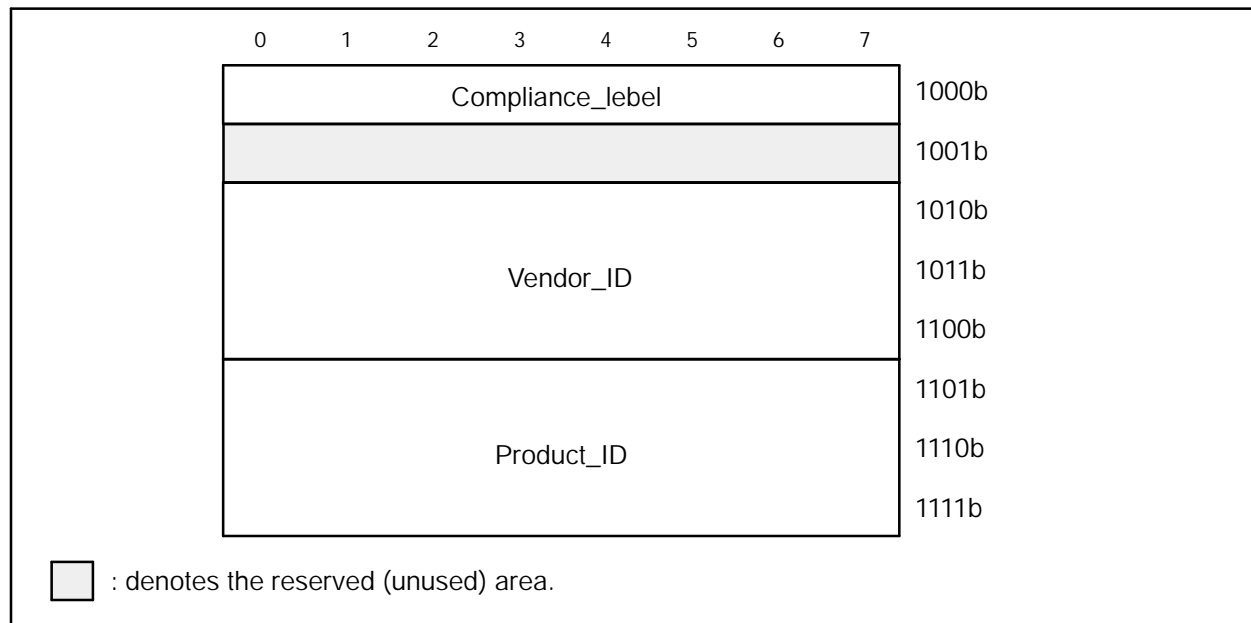 0 1 2 3 4 5 6 7
Compliance_lebel 1000b
1001b
1010b
Vendor_ID 1011b
1100b
1101b
Product_ID 1110b
1111b
: denotes the reserved (unused) area.